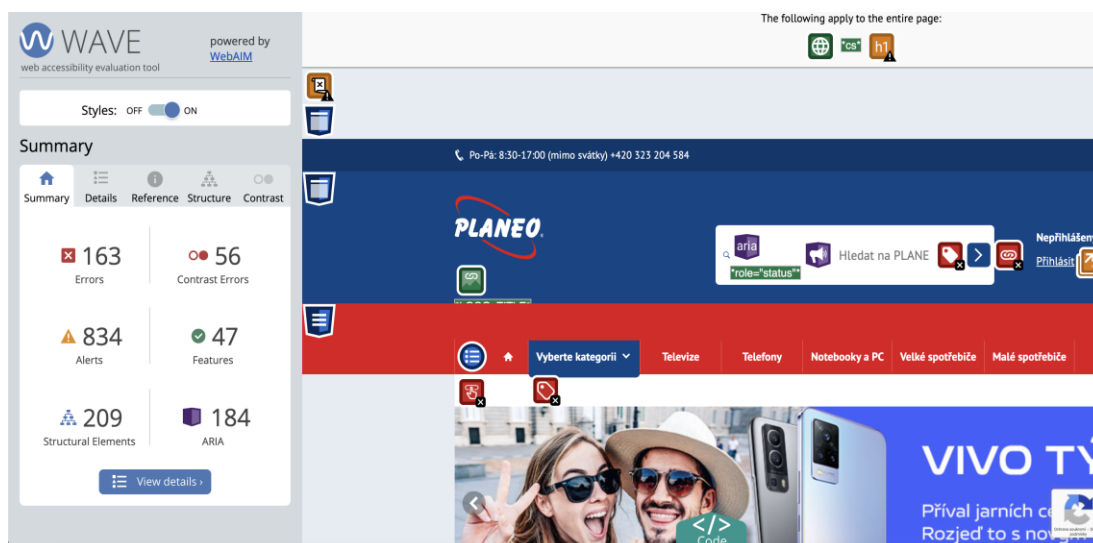 WAVE
web accessibility evaluation tool
powered by
WebAIM
Styles: OFF ON
Summary
Summary Details Reference Structure Contrast
163
Errors
56
Contrast Errors
834
Alerts
47
Features
209
Structural Elements
184
ARIA
View details ›
The following apply to the entire page:
*cs* h1
Po-Pá: 8:30-17:00 (mimo svátky) +420 323 204 584
PLANEO
aria
*role="status"*
Hledat na PLANE
Nepřihlášen
Přihlásit
Vyberte kategorii Televize Telefony Notebooky a PC Velké spotřebiče Malé spotřebiče
VIVO TÝ
Příval jarních c
Rozjeď to s no
</>
Code